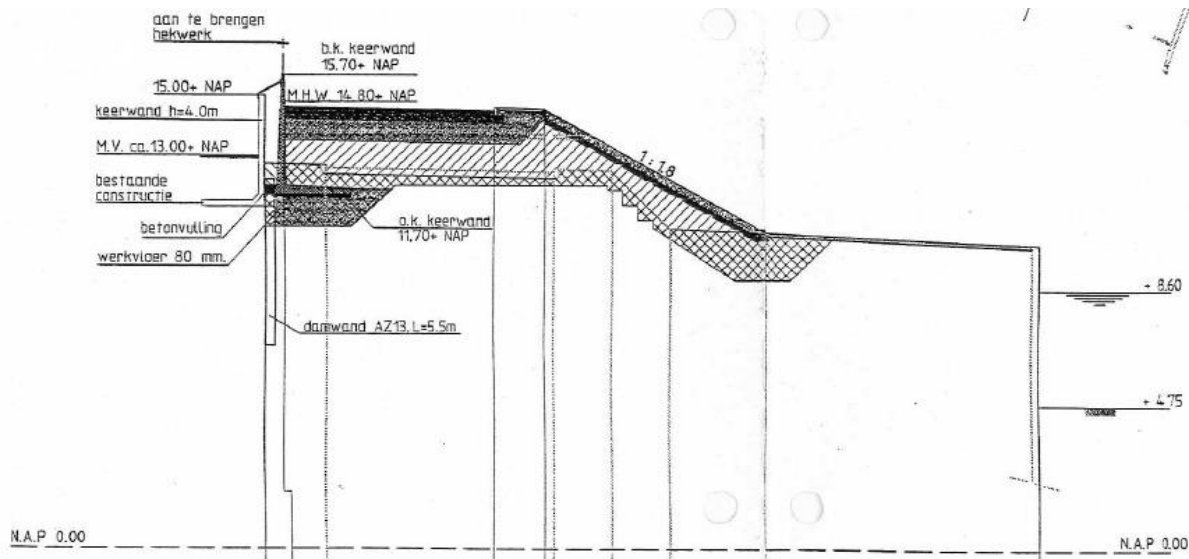 aan te brengen
hekwerk
b.k. keerwand
15.70+ NAP
15.00+ NAP
M.H.W. 14.80+ NAP
keerwand h=4.0m
M.V. ca.13.00+ NAP
1:1.8
bestaande
constructie
o.k. keerwand
11,70+ NAP
betonvulling
werkvloer 80 mm.
+ 8.60
damwand AZ13, L=5.5m
+ 4.75
N.A.P 0.00
N.A.P 0.00